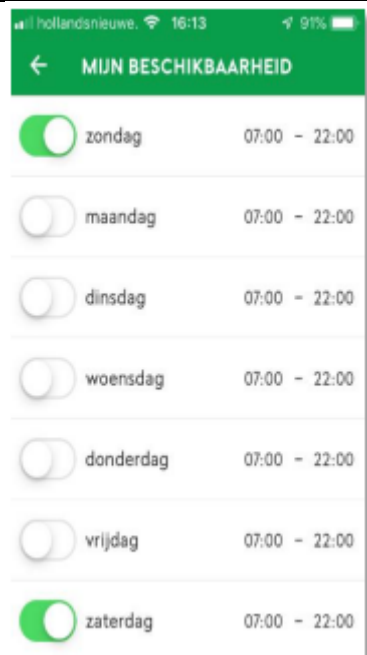 hollandsnieuwe. 16:13 91%
MIJN BESCHIKBAARHEID
zondag 07:00 - 22:00
maandag 07:00 - 22:00
dinsdag 07:00 - 22:00
woensdag 07:00 - 22:00
donderdag 07:00 - 22:00
vrijdag 07:00 - 22:00
zaterdag 07:00 - 22:00